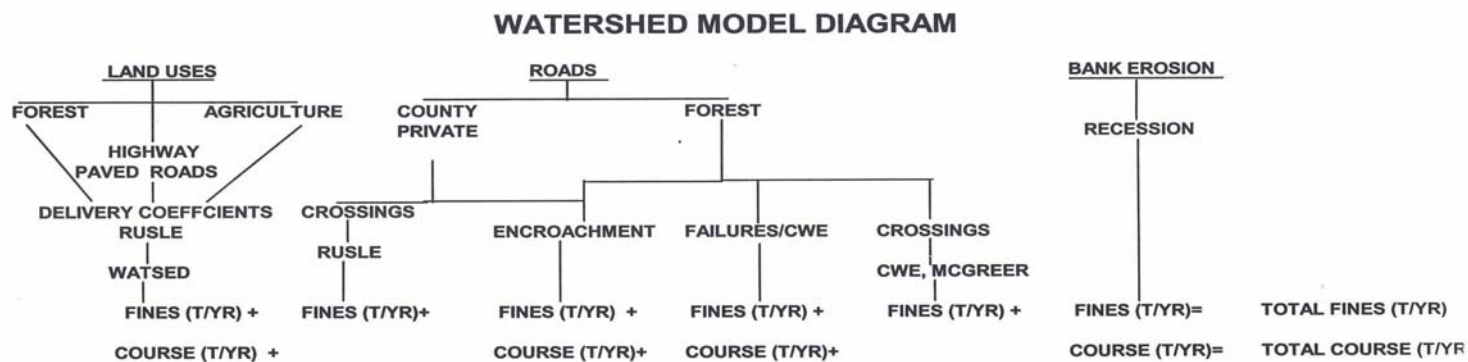 WATERSHED MODEL DIAGRAM
LAND USES
ROADS
BANK EROSION
FOREST
AGRICULTURE
COUNTY
PRIVATE
FOREST
RECESSION
HIGHWAY
PAVED ROADS
DELIVERY COEFFCIENTS
RUSLE
CROSSINGS
ENCROACHMENT
FAILURES/CWE
CROSSINGS
RUSLE
WATSED
CWE, MCGREER
FINES (T/YR) + FINES (T/YR)+ FINES (T/YR) + FINES (T/YR) + FINES (T/YR) + FINES (T/YR)= TOTAL FINES (T/YR)
COURSE (T/YR) + COURSE (T/YR)+ COURSE (T/YR)+ COURSE (T/YR)= TOTAL COURSE (T/YR